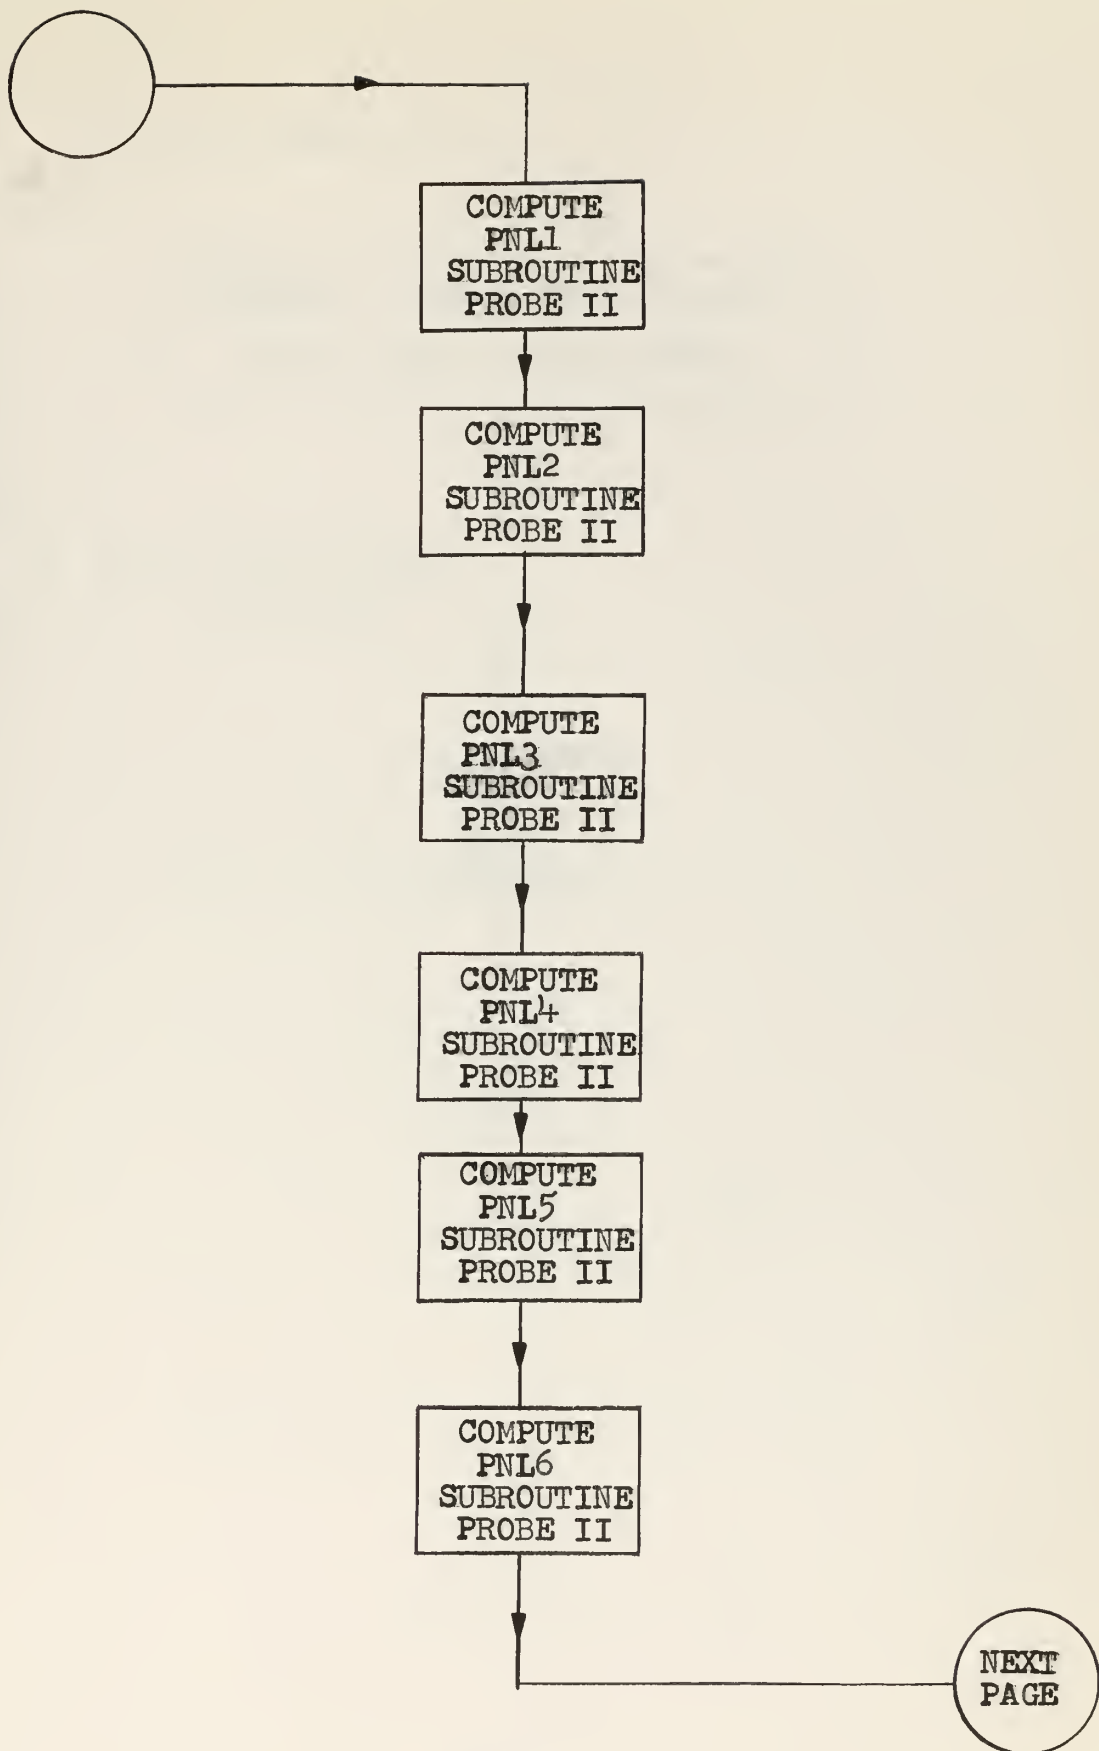 COMPUTE
PNL1
SUBROUTINE
PROBE II
COMPUTE
PNL2
SUBROUTINE
PROBE II
COMPUTE
PNL3
SUBROUTINE
PROBE II
COMPUTE
PNL4
SUBROUTINE
PROBE II
COMPUTE
PNL5
SUBROUTINE
PROBE II
COMPUTE
PNL6
SUBROUTINE
PROBE II
NEXT
PAGE